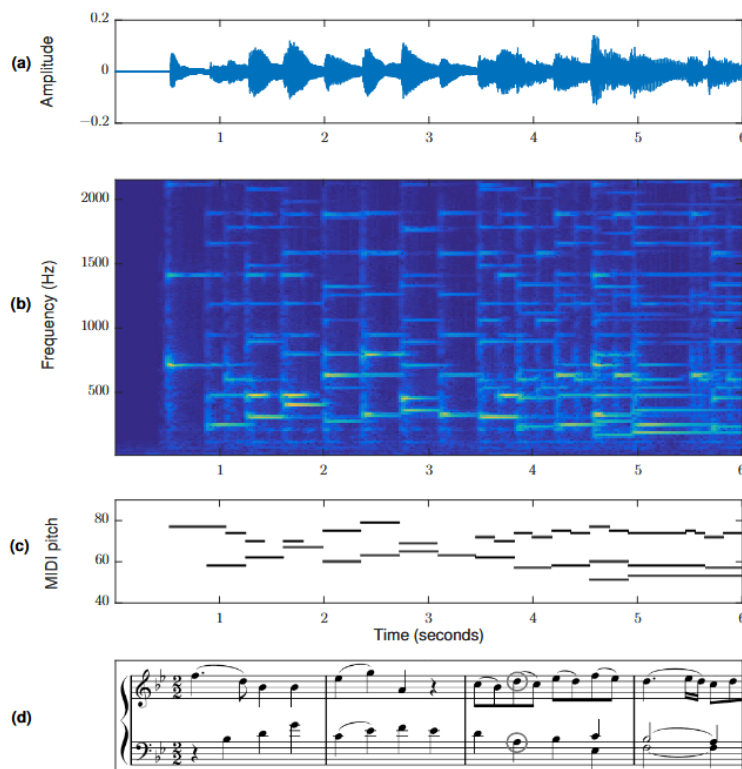 (a)
Amplitude
0.2
0
−0.2
1 2 3 4 5 6
(b)
Frequency (Hz)
2000
1500
1000
500
1 2 3 4 5 6
(c)
MIDI pitch
80
60
40
1 2 3 4 5 6
Time (seconds)
(d)
2 2
2 2